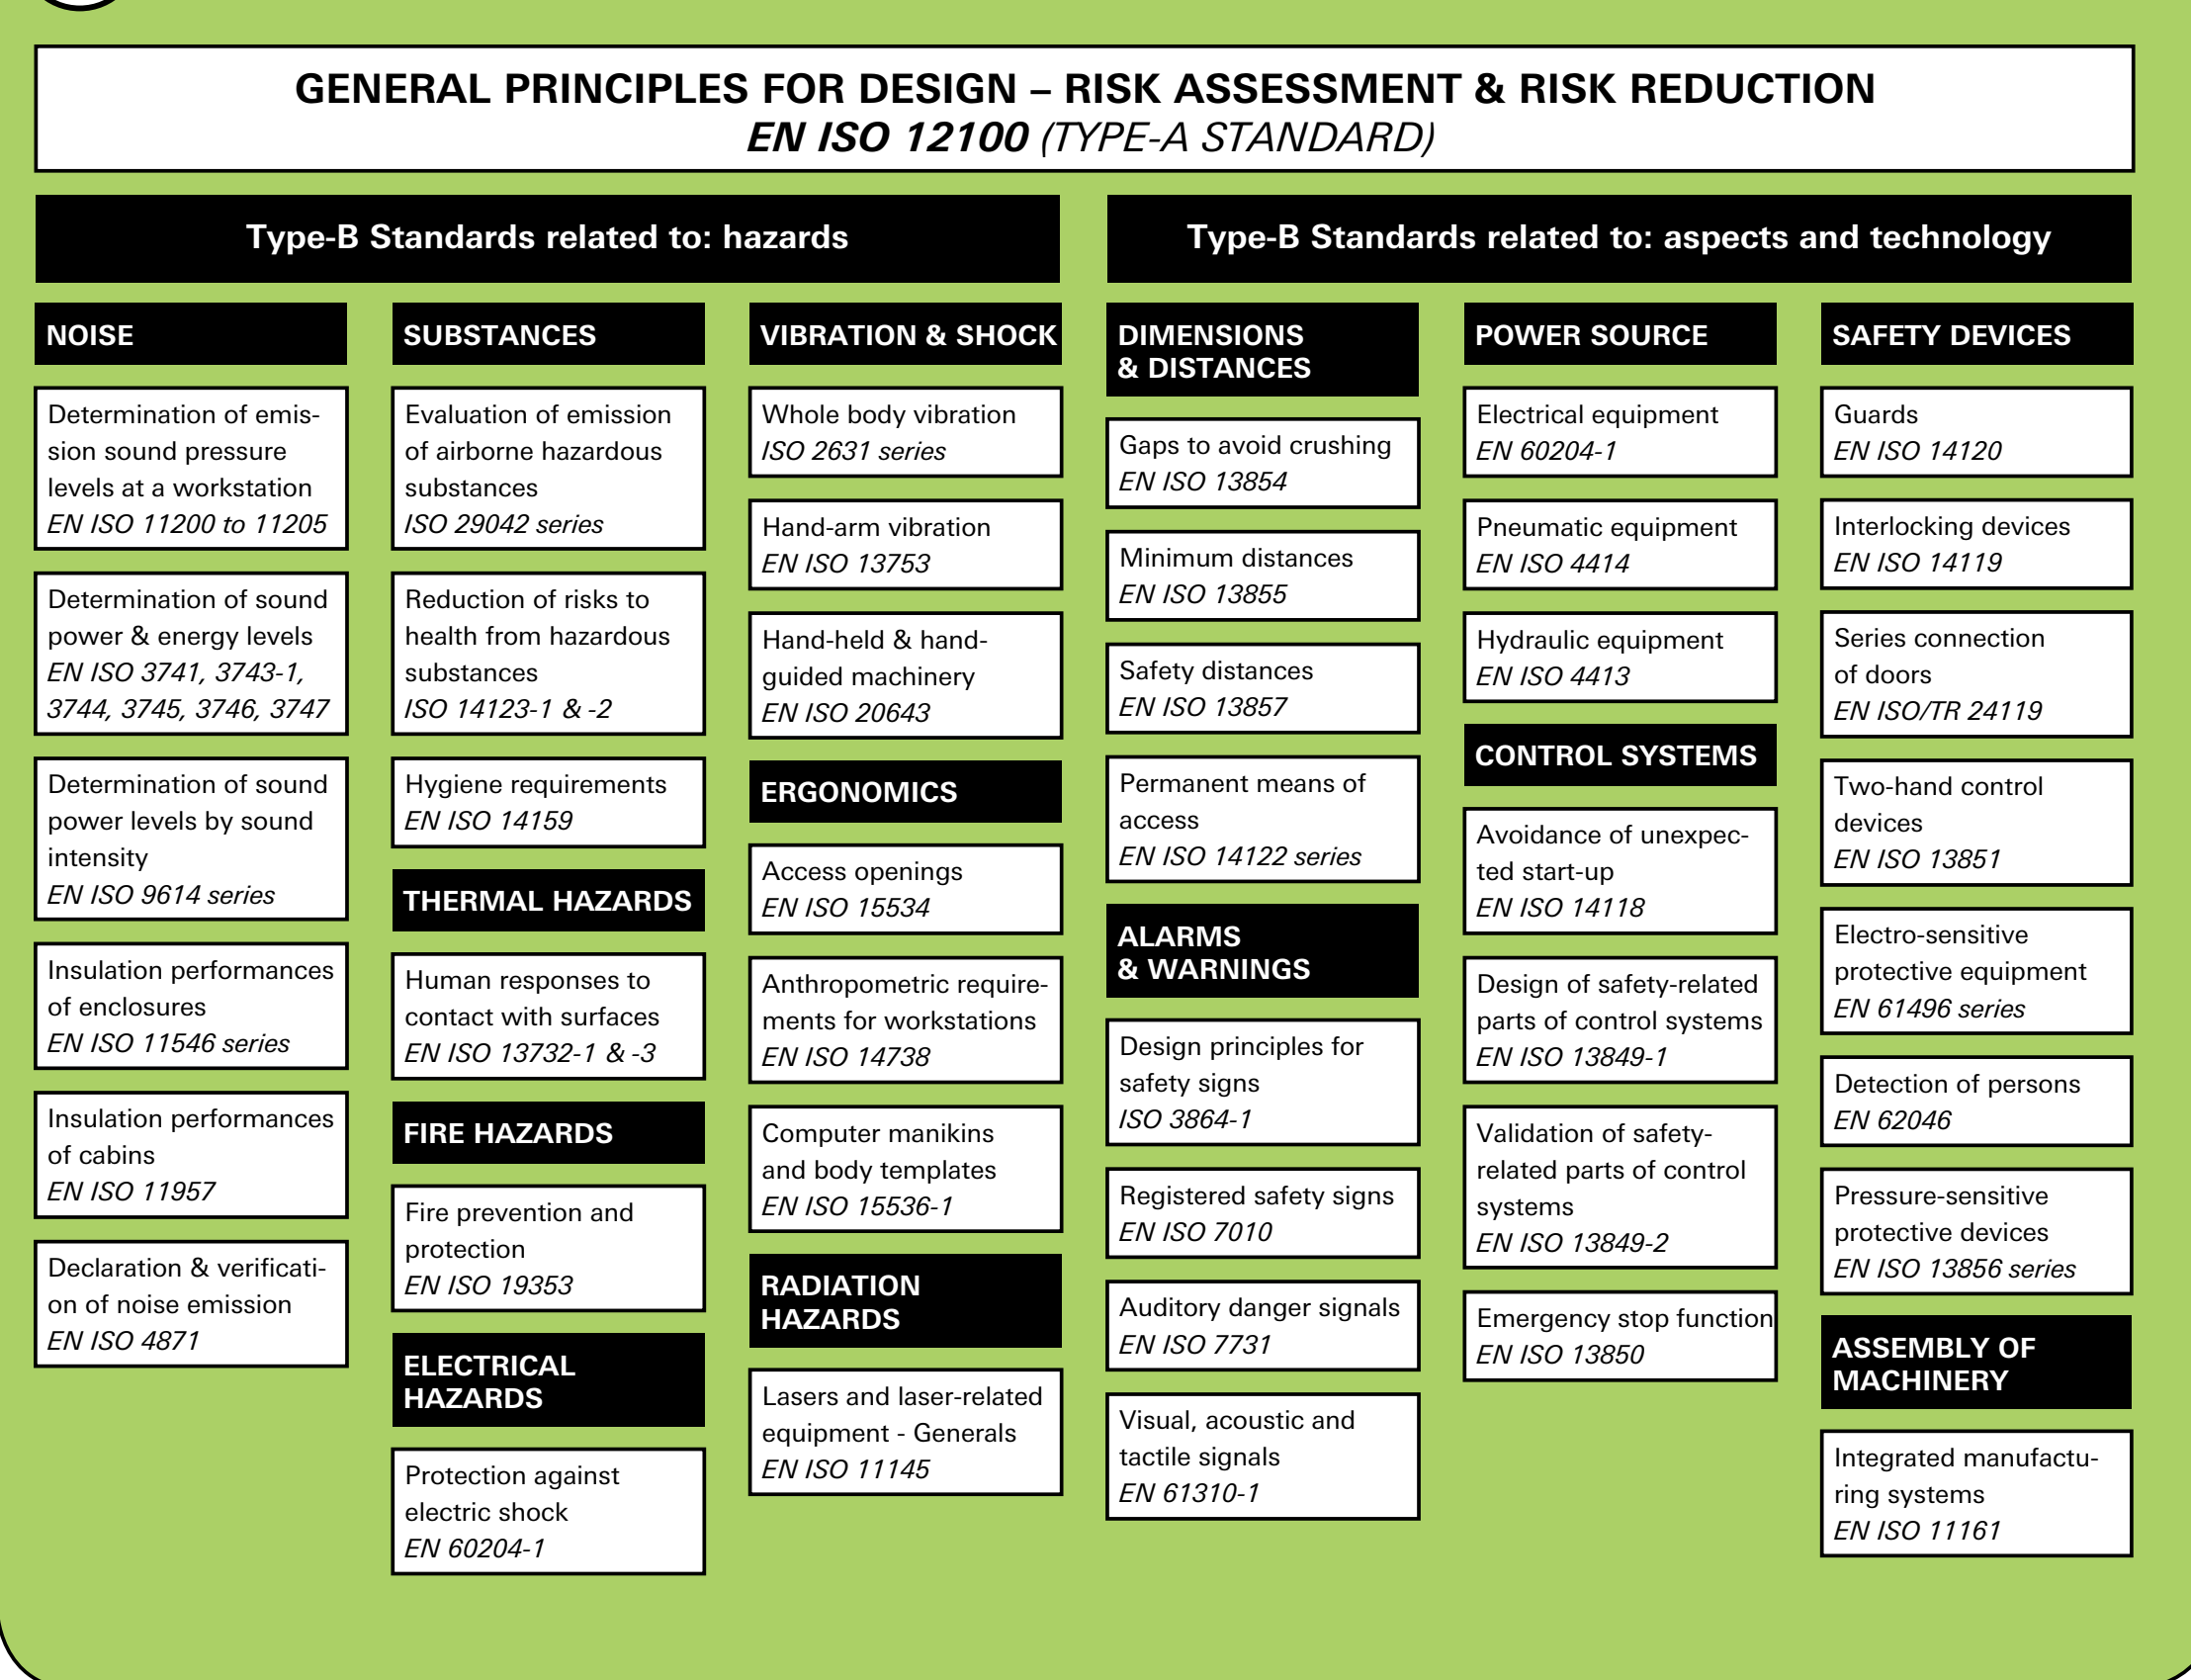 GENERAL PRINCIPLES FOR DESIGN – RISK ASSESSMENT & RISK REDUCTION
EN ISO 12100 (TYPE-A STANDARD)
Type-B Standards related to: hazards
NOISE
Determination of emis-
sion sound pressure
levels at a workstation
EN ISO 11200 to 11205
Determination of sound
power & energy levels
EN ISO 3741, 3743-1,
3744, 3745, 3746, 3747
Determination of sound
power levels by sound
intensity
EN ISO 9614 series
Insulation performances
of enclosures
EN ISO 11546 series
Insulation performances
of cabins
EN ISO 11957
Declaration & verificati-
on of noise emission
EN ISO 4871
SUBSTANCES
Evaluation of emission
of airborne hazardous
substances
ISO 29042 series
Reduction of risks to
health from hazardous
substances
ISO 14123-1 & -2
Hygiene requirements
EN ISO 14159
THERMAL HAZARDS
Human responses to
contact with surfaces
EN ISO 13732-1 & -3
FIRE HAZARDS
Fire prevention and
protection
EN ISO 19353
ELECTRICAL
HAZARDS
Protection against
electric shock
EN 60204-1
VIBRATION & SHOCK
Whole body vibration
ISO 2631 series
Hand-arm vibration
EN ISO 13753
Hand-held & hand-
guided machinery
EN ISO 20643
ERGONOMICS
Access openings
EN ISO 15534
Anthropometric require-
ments for workstations
EN ISO 14738
Computer manikins
and body templates
EN ISO 15536-1
RADIATION
HAZARDS
Lasers and laser-related
equipment - Generals
EN ISO 11145
Type-B Standards related to: aspects and technology
DIMENSIONS
& DISTANCES
Gaps to avoid crushing
EN ISO 13854
Minimum distances
EN ISO 13855
Safety distances
EN ISO 13857
Permanent means of
access
EN ISO 14122 series
ALARMS
& WARNINGS
Design principles for
safety signs
ISO 3864-1
Registered safety signs
EN ISO 7010
Auditory danger signals
EN ISO 7731
Visual, acoustic and
tactile signals
EN 61310-1
POWER SOURCE
Electrical equipment
EN 60204-1
Pneumatic equipment
EN ISO 4414
Hydraulic equipment
EN ISO 4413
CONTROL SYSTEMS
Avoidance of unexpec-
ted start-up
EN ISO 14118
Design of safety-related
parts of control systems
EN ISO 13849-1
Validation of safety-
related parts of control
systems
EN ISO 13849-2
Emergency stop function
EN ISO 13850
SAFETY DEVICES
Guards
EN ISO 14120
Interlocking devices
EN ISO 14119
Series connection
of doors
EN ISO/TR 24119
Two-hand control
devices
EN ISO 13851
Electro-sensitive
protective equipment
EN 61496 series
Detection of persons
EN 62046
Pressure-sensitive
protective devices
EN ISO 13856 series
ASSEMBLY OF
MACHINERY
Integrated manufactu-
ring systems
EN ISO 11161